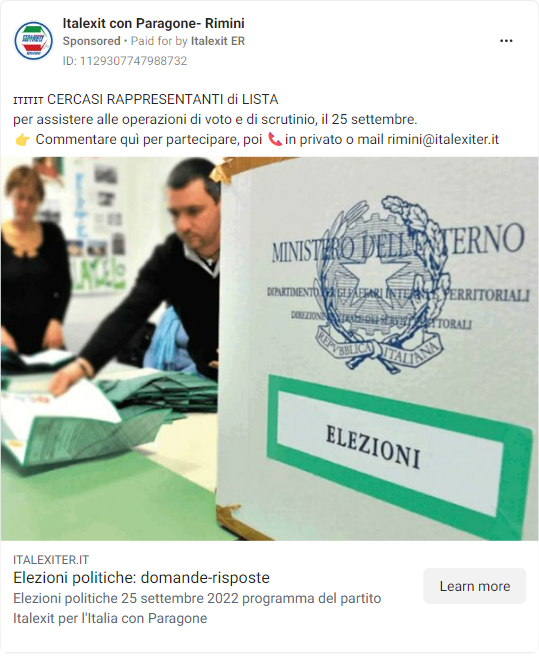 Italexit con Paragone- Rimini
Sponsored • Paid for by Italexit ER
ID: 1129307747988732
ITITIT CERCASI RAPPRESENTANTI di LISTA
per assistere alle operazioni di voto e di scrutinio, il 25 settembre.
👉 Commentare quì per partecipare, poi 📞 in privato o mail rimini@italexiter.it
MINISTERO DELL'INTERNO
DIPARTIMENTO PER GLI AFFARI INTERNI E TERRITORIALI
DIREZIONE CENTRALE DEI SERVIZI ELETTORALI
REPVBBLICA ITALIANA
ELEZIONI
ITALEXITER.IT
Elezioni politiche: domande-risposte
Elezioni politiche 25 settembre 2022 programma del partito
Italexit per l'Italia con Paragone
Learn more